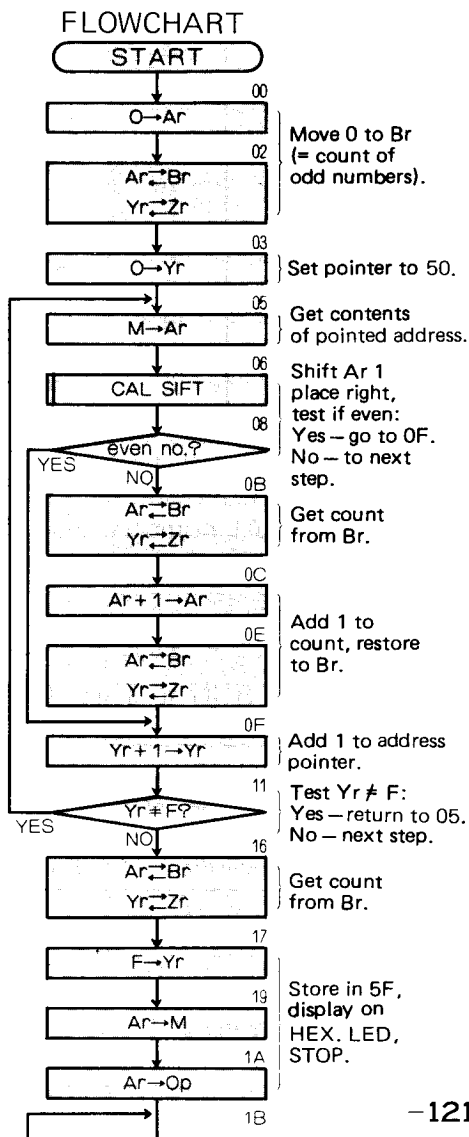 FLOWCHART
START
00
0→Ar
Move 0 to Br
(= count of
odd numbers).
02
Ar⇄Br
Yr⇄Zr
03
0→Yr
Set pointer to 50.
05
M→Ar
Get contents
of pointed address.
06
CAL SIFT
Shift Ar 1
place right,
test if even:
Yes – go to 0F.
No – to next
step.
08
even no.?
YES
NO
0B
Ar⇄Br
Yr⇄Zr
Get count
from Br.
0C
Ar + 1→Ar
Add 1 to
count, restore
to Br.
0E
Ar⇄Br
Yr⇄Zr
0F
Yr + 1→Yr
Add 1 to address
pointer.
11
Yr ≠ F?
YES
NO
Test Yr ≠ F:
Yes – return to 05.
No – next step.
16
Ar⇄Br
Yr⇄Zr
Get count
from Br.
17
F→Yr
Store in 5F,
display on
HEX. LED,
STOP.
19
Ar→M
1A
Ar→Op
1B
-121